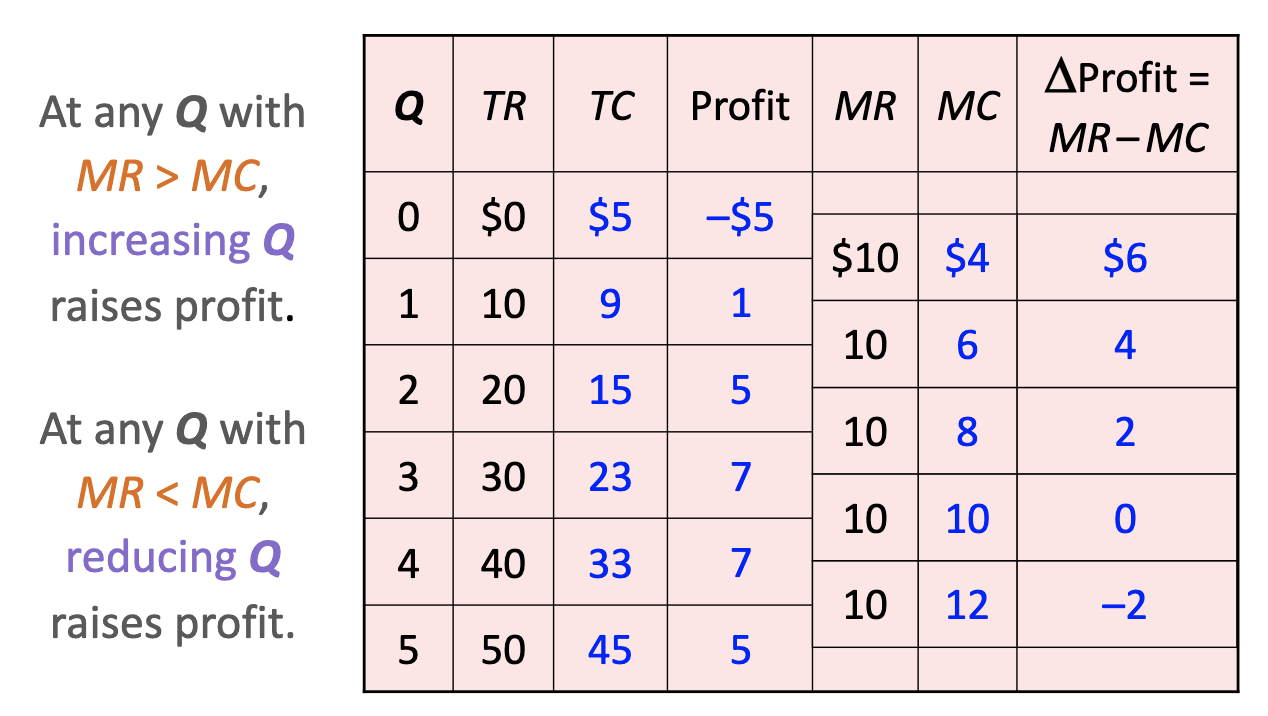 At any Q with
MR > MC,
increasing Q
raises profit.
At any Q with
MR < MC,
reducing Q
raises profit.
Q TR TC Profit MR MC ΔProfit =
MR – MC
0 $0 $5 –$5
$10 $4 $6
1 10 9 1
10 6 4
2 20 15 5
10 8 2
3 30 23 7
10 10 0
4 40 33 7
10 12 –2
5 50 45 5